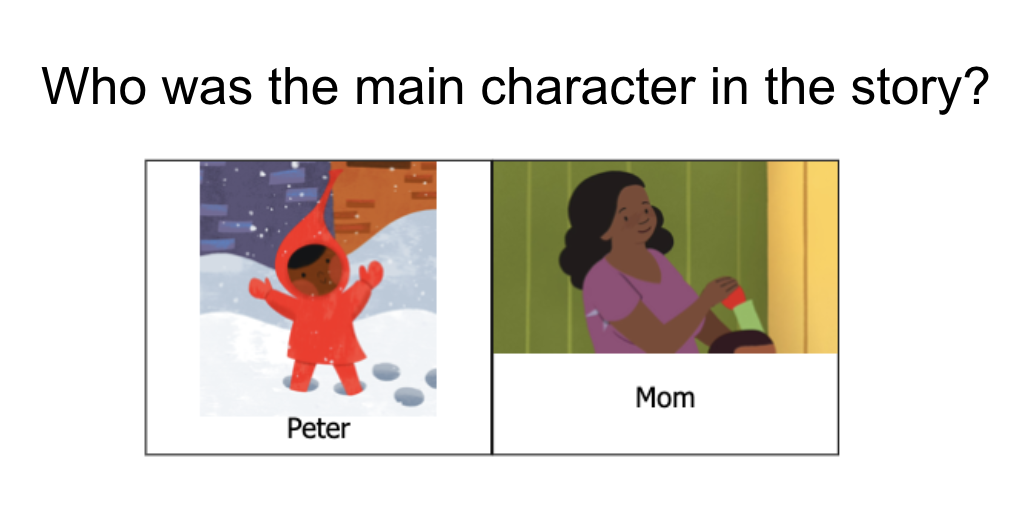 Who was the main character in the story?
Peter
Mom